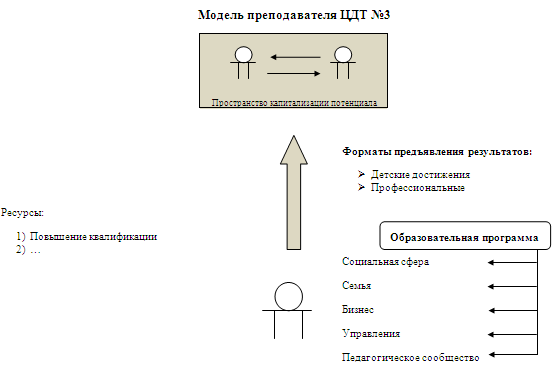 Модель преподавателя ЦДТ №3
Пространство капитализации потенциала
Форматы предъявления результатов:
Детские достижения
Профессиональные
Ресурсы:
1) Повышение квалификации
2) …
Образовательная программа
Социальная сфера
Семья
Бизнес
Управления
Педагогическое сообщество